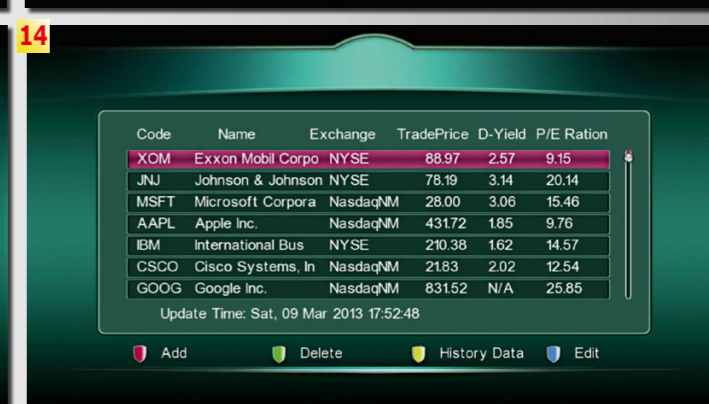 14
Code Name Exchange TradePrice D-Yield P/E Ration
XOM Exxon Mobil Corpo NYSE 88.97 2.57 9.15
JNJ Johnson & Johnson NYSE 78.19 3.14 20.14
MSFT Microsoft Corpora NasdaqNM 28.00 3.06 15.46
AAPL Apple Inc. NasdaqNM 431.72 1.85 9.76
IBM International Bus NYSE 210.38 1.62 14.57
CSCO Cisco Systems, In NasdaqNM 21.83 2.02 12.54
GOOG Google Inc. NasdaqNM 831.52 N/A 25.85
Update Time: Sat, 09 Mar 2013 17:52:48
Add Delete History Data Edit